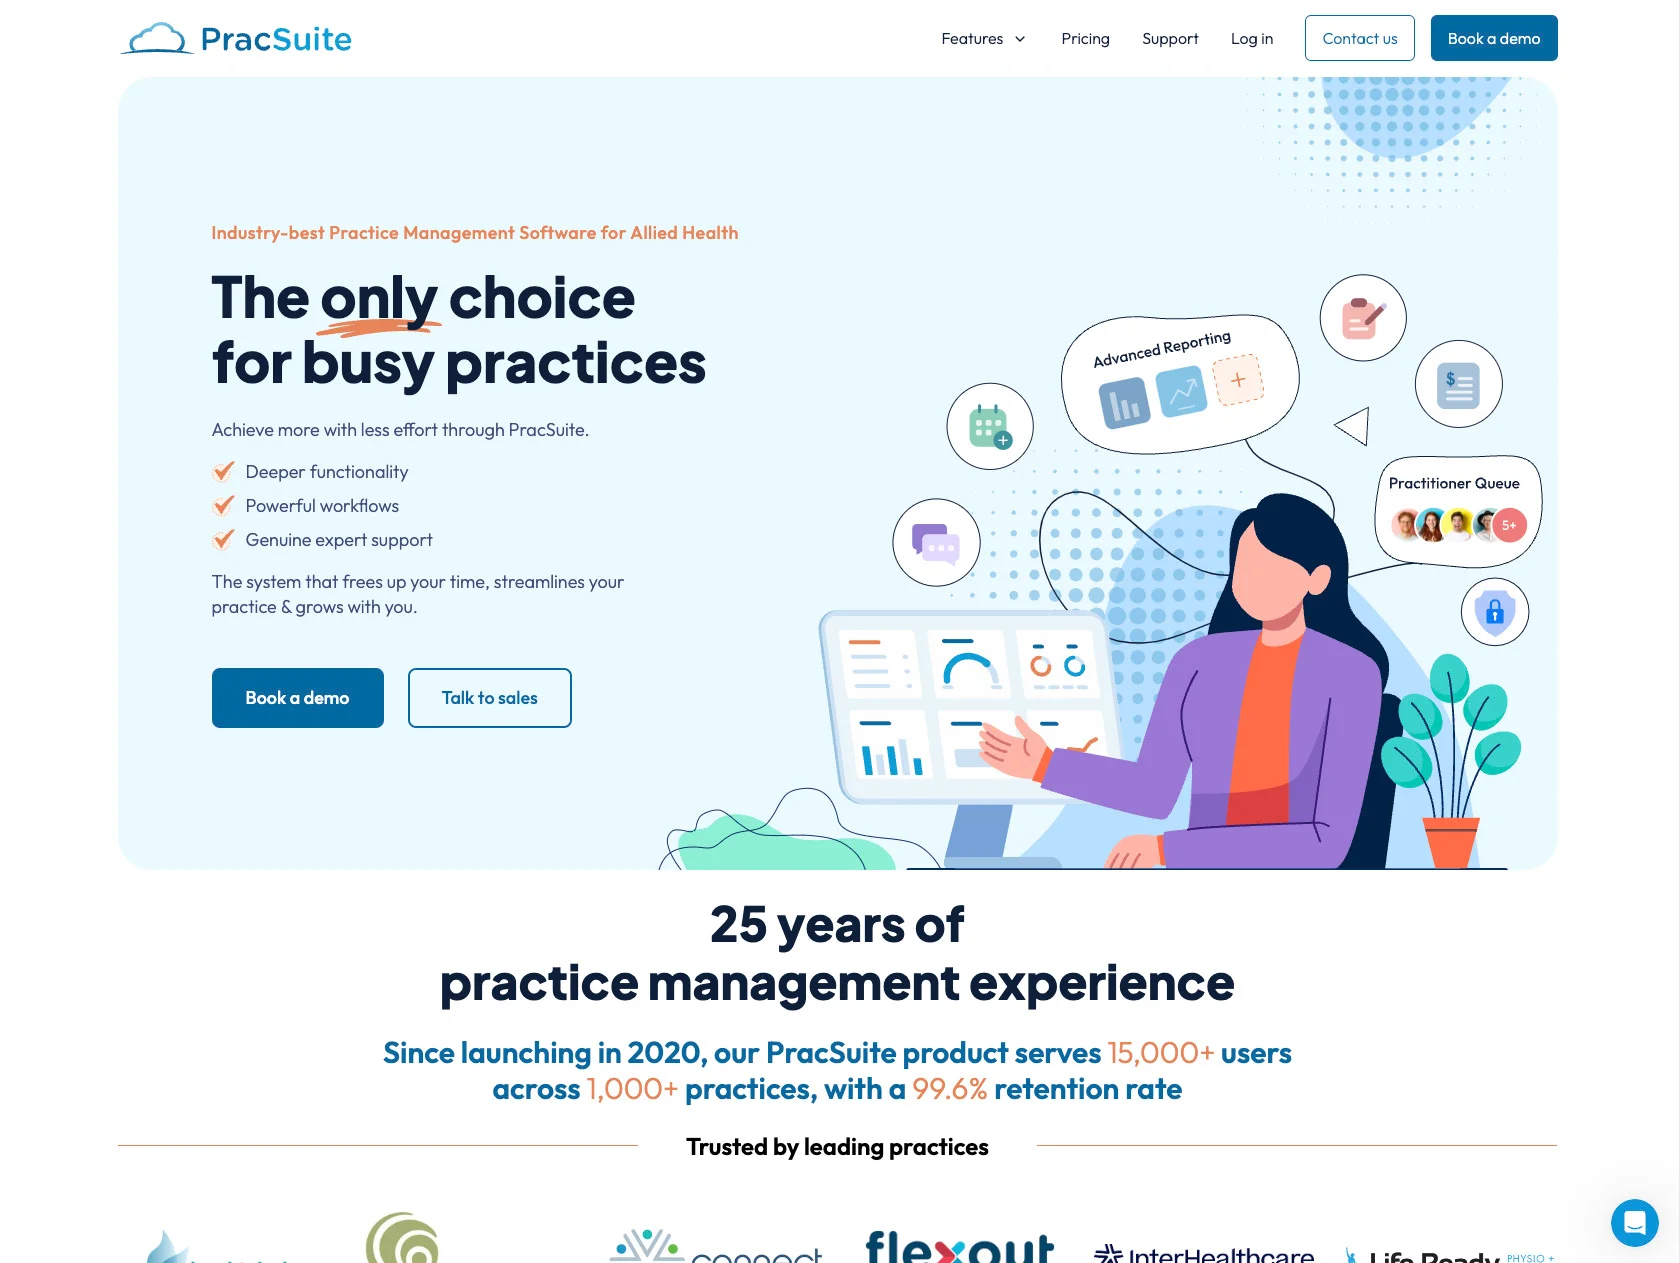 PracSuite
Features
Pricing
Support
Log in
Contact us
Book a demo
Industry-best Practice Management Software for Allied Health
The only choice
for busy practices
Achieve more with less effort through PracSuite.
Deeper functionality
Powerful workflows
Genuine expert support
The system that frees up your time, streamlines your
practice & grows with you.
Book a demo
Talk to sales
Advanced Reporting
$
Practitioner Queue
5+
25 years of
practice management experience
Since launching in 2020, our PracSuite product serves 15,000+ users
across 1,000+ practices, with a 99.6% retention rate
Trusted by leading practices
connect
flexout
InterHealthcare
Life Ready PHYSIO +